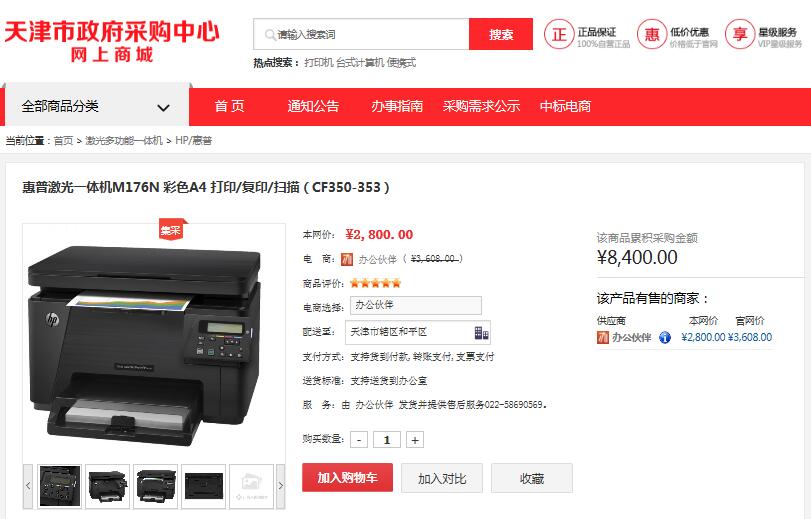 天津市政府采购中心
网上商城
请输入搜索词
搜索
热点搜索：打印机 台式计算机 便携式
正 正品保证
100%自营正品
惠 低价优惠
价格低于官网
享 星级服务
VIP星级服务
全部商品分类
首 页
通知公告
办事指南
采购需求公示
中标电商
当前位置：首页 > 激光多功能一体机 > HP/惠普
惠普激光一体机M176N 彩色A4 打印/复印/扫描（CF350-353）
集采
hp
本网价：¥2,800.00
电 商：办公伙伴（¥3,608.00）
商品评价：
电商选择：办公伙伴
配送至：天津市辖区和平区
支付方式：支持货到付款,转账支付,支票支付
送货标准：支持送货到办公室
服 务：由 办公伙伴 发货并提供售后服务022-58690569。
购买数量：- 1 +
加入购物车
加入对比
收藏
该商品累积采购金额
¥8,400.00
该产品有售的商家：
供应商 本网价 官网价
办公伙伴 ¥2,800.00 ¥3,608.00